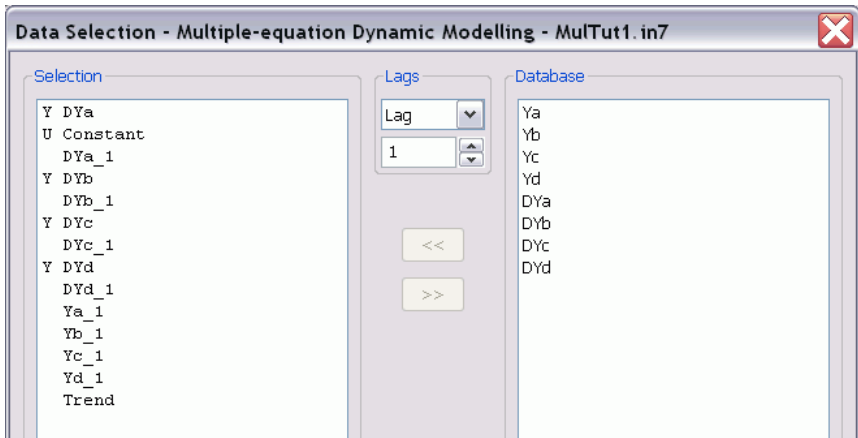 Data Selection - Multiple-equation Dynamic Modelling - MulTut1.in7
Selection
Y DYa
U Constant
DYa_1
Y DYb
DYb_1
Y DYc
DYc_1
Y DYd
DYd_1
Ya_1
Yb_1
Yc_1
Yd_1
Trend
Lags
Lag
1
<<
>>
Database
Ya
Yb
Yc
Yd
DYa
DYb
DYc
DYd